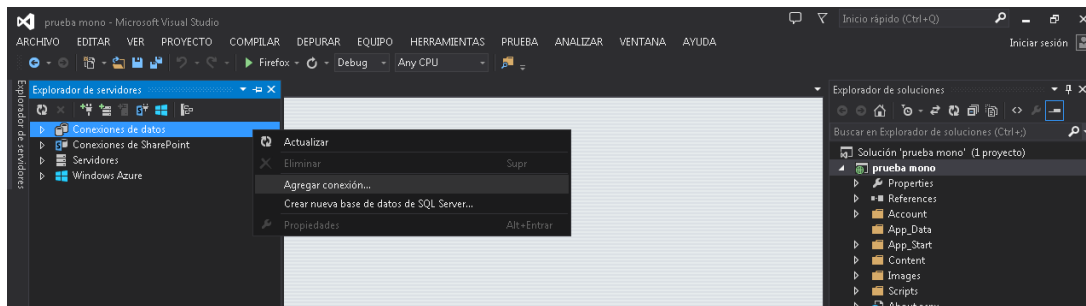 prueba mono - Microsoft Visual Studio
Inicio rápido (Ctrl+Q)
ARCHIVO EDITAR VER PROYECTO COMPILAR DEPURAR EQUIPO HERRAMIENTAS PRUEBA ANALIZAR VENTANA AYUDA
Iniciar sesión
Firefox Debug Any CPU
Explorador de servidores
Explorador de servidores
Conexiones de datos
Conexiones de SharePoint
Servidores
Windows Azure
Actualizar
Eliminar Supr
Agregar conexión...
Crear nueva base de datos de SQL Server...
Propiedades Alt+Entrar
Explorador de soluciones
Buscar en Explorador de soluciones (Ctrl+;)
Solución 'prueba mono' (1 proyecto)
prueba mono
Properties
References
Account
App_Data
App_Start
Content
Images
Scripts